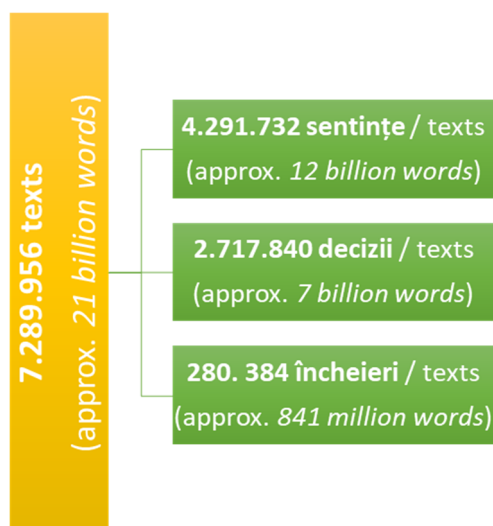 7.289.956 texts
(approx. 21 billion words)
4.291.732 sentințe / texts
(approx. 12 billion words)
2.717.840 decizii / texts
(approx. 7 billion words)
280. 384 încheieri / texts
(approx. 841 million words)